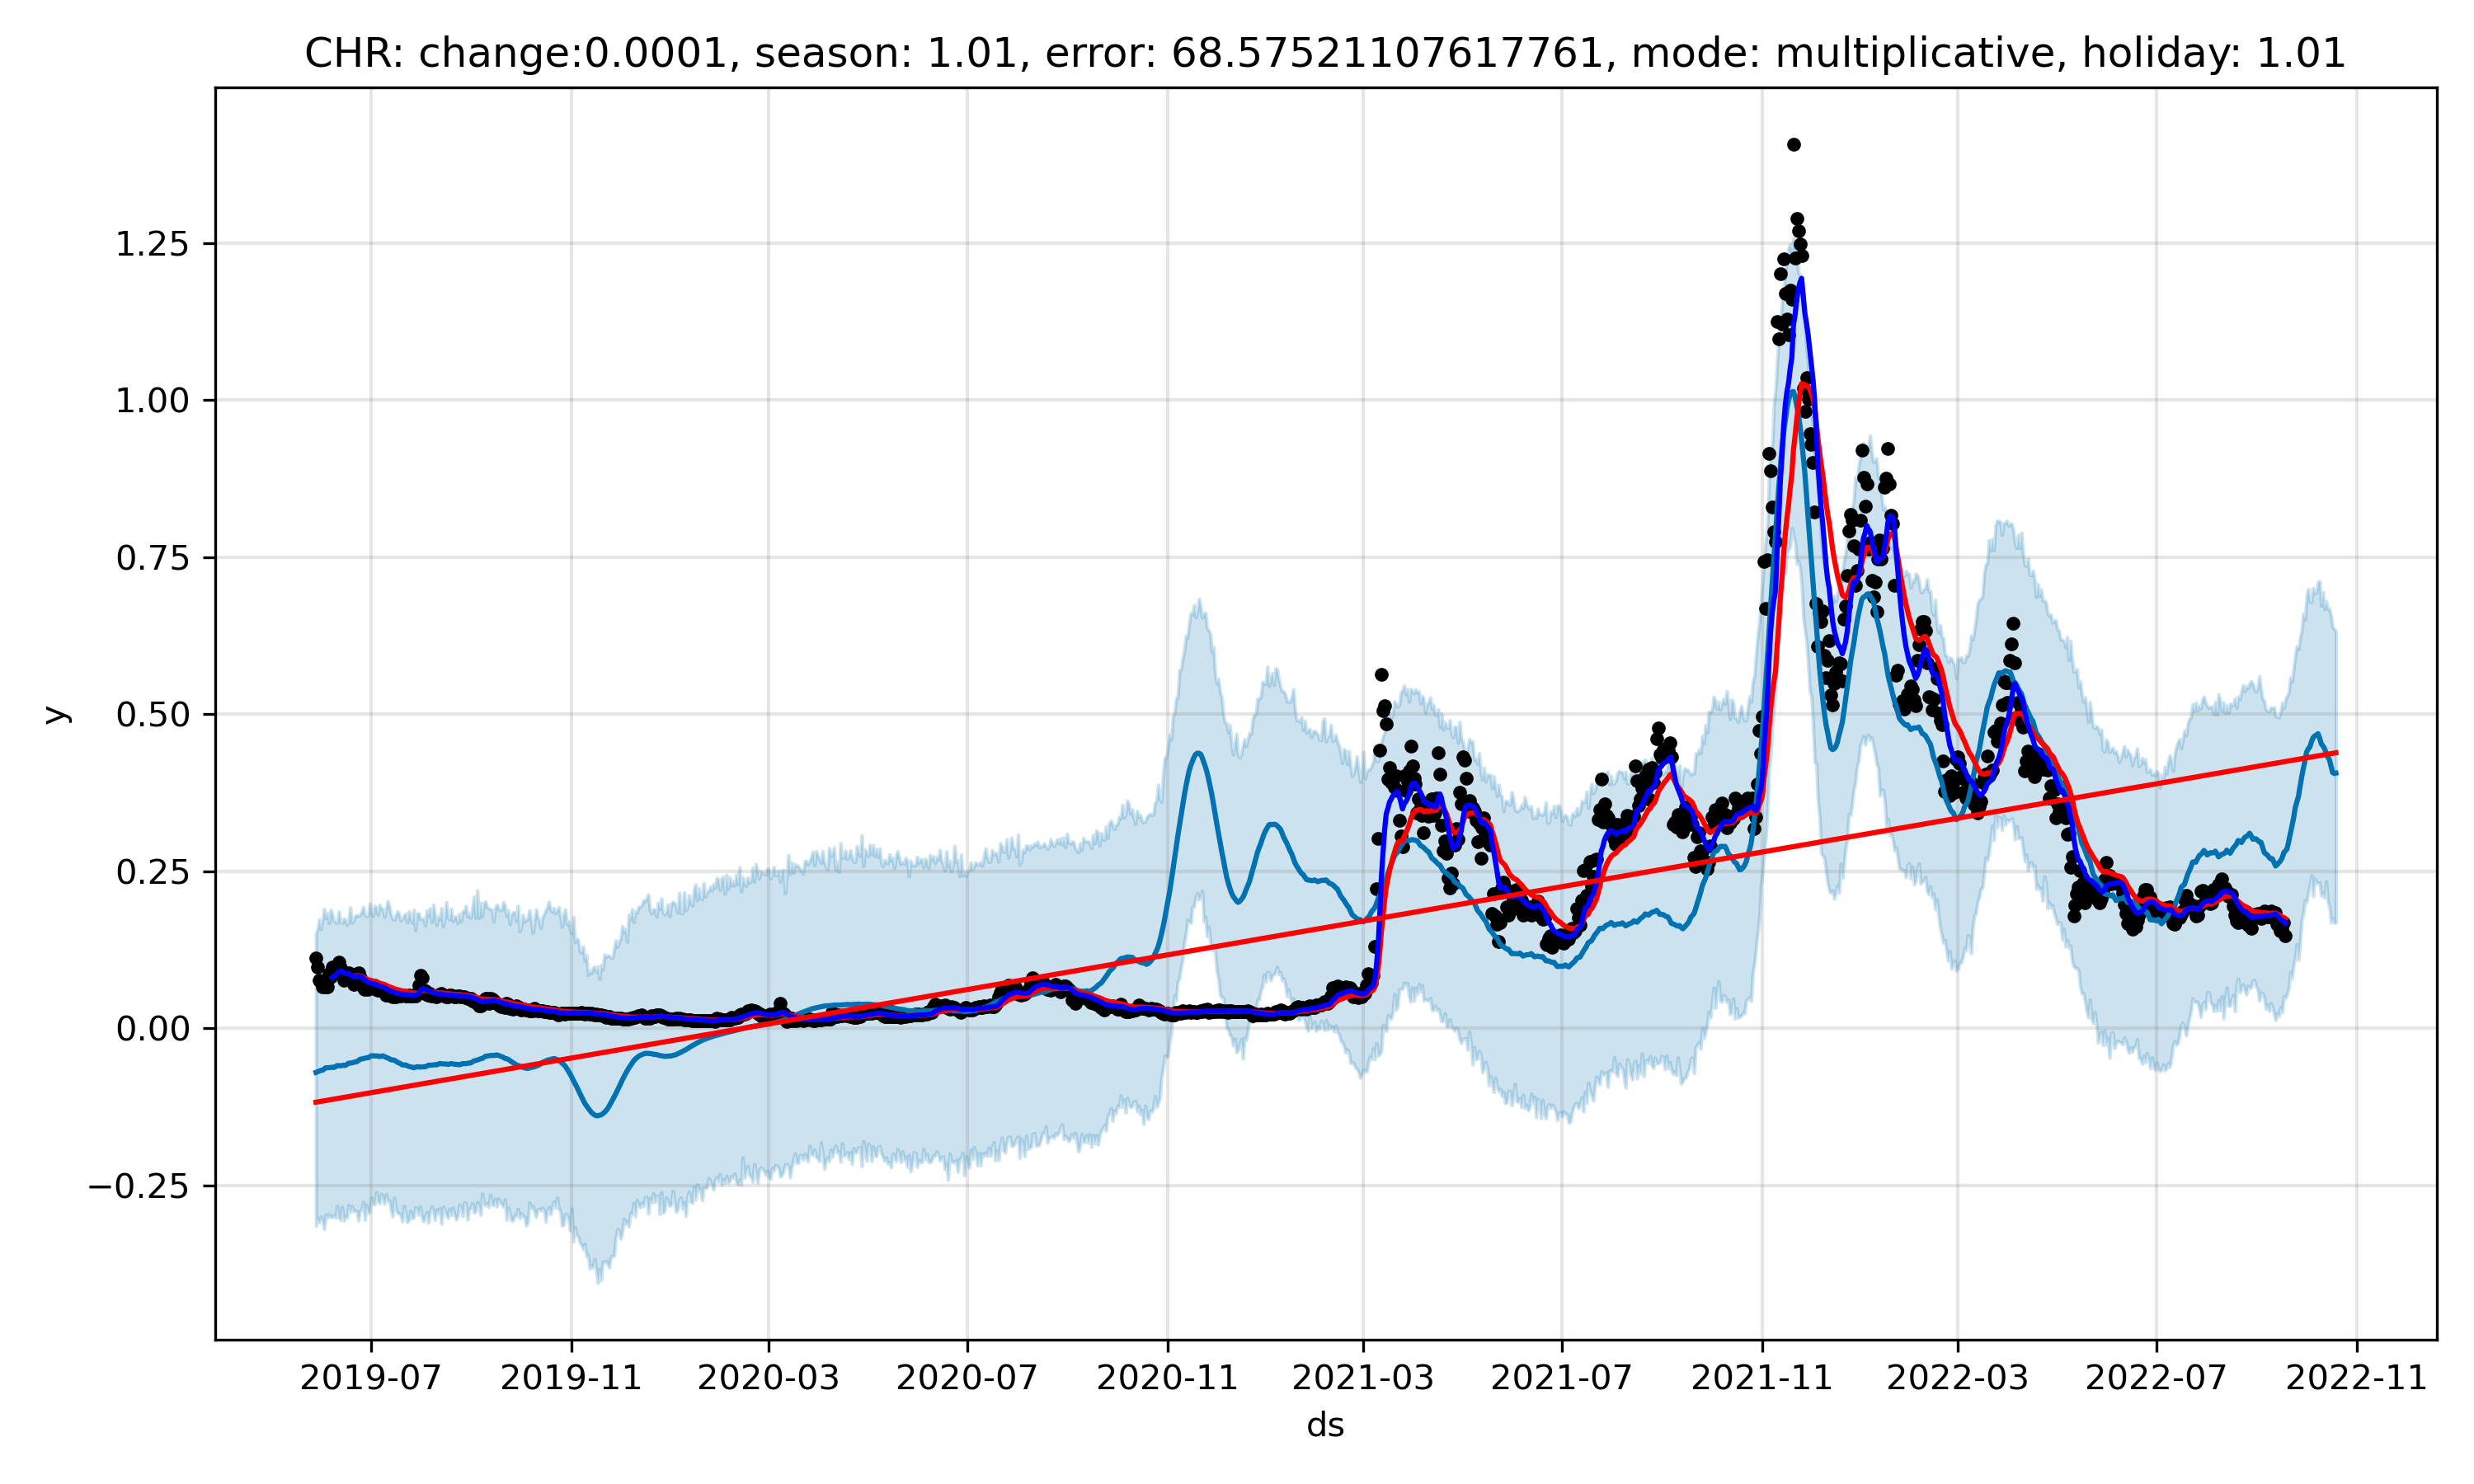 CHR: change:0.0001, season: 1.01, error: 68.57521107617761, mode: multiplicative, holiday: 1.01
1.25
1.00
0.75
0.50
0.25
0.00
−0.25
y
2019-07 2019-11 2020-03 2020-07 2020-11 2021-03 2021-07 2021-11 2022-03 2022-07 2022-11
ds